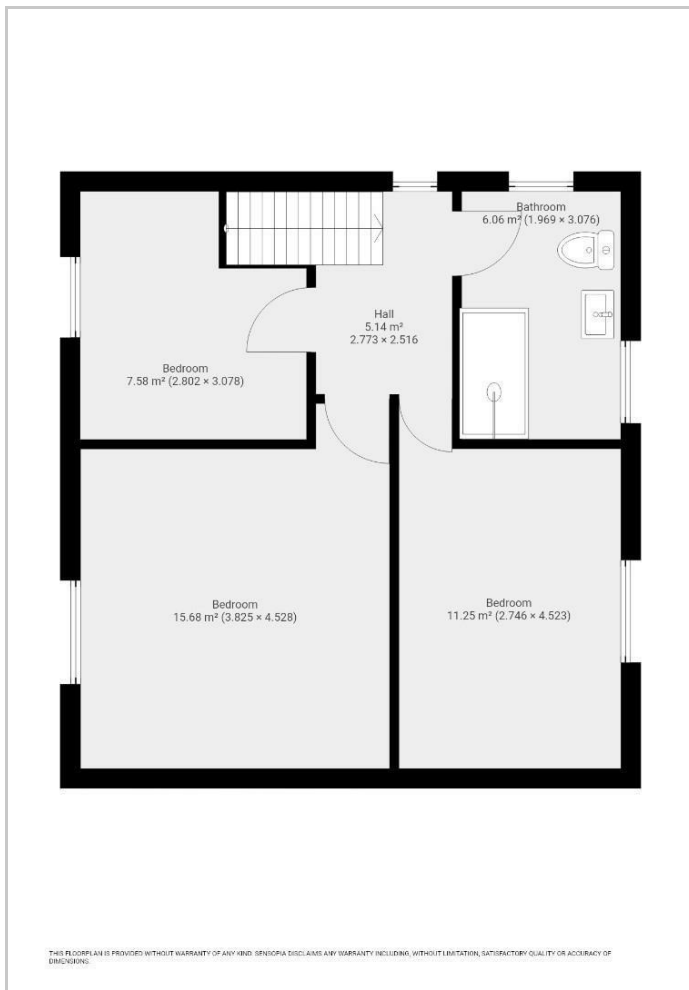 Bathroom
6.06 m² (1.969 × 3.076)
Hall
5.14 m²
2.773 × 2.516
Bedroom
7.58 m² (2.802 × 3.078)
Bedroom
15.68 m² (3.825 × 4.528)
Bedroom
11.25 m² (2.746 × 4.523)
THIS FLOORPLAN IS PROVIDED WITHOUT WARRANTY OF ANY KIND. SENSOPIA DISCLAIMS ANY WARRANTY INCLUDING, WITHOUT LIMITATION, SATISFACTORY QUALITY OR ACCURACY OF
DIMENSIONS.